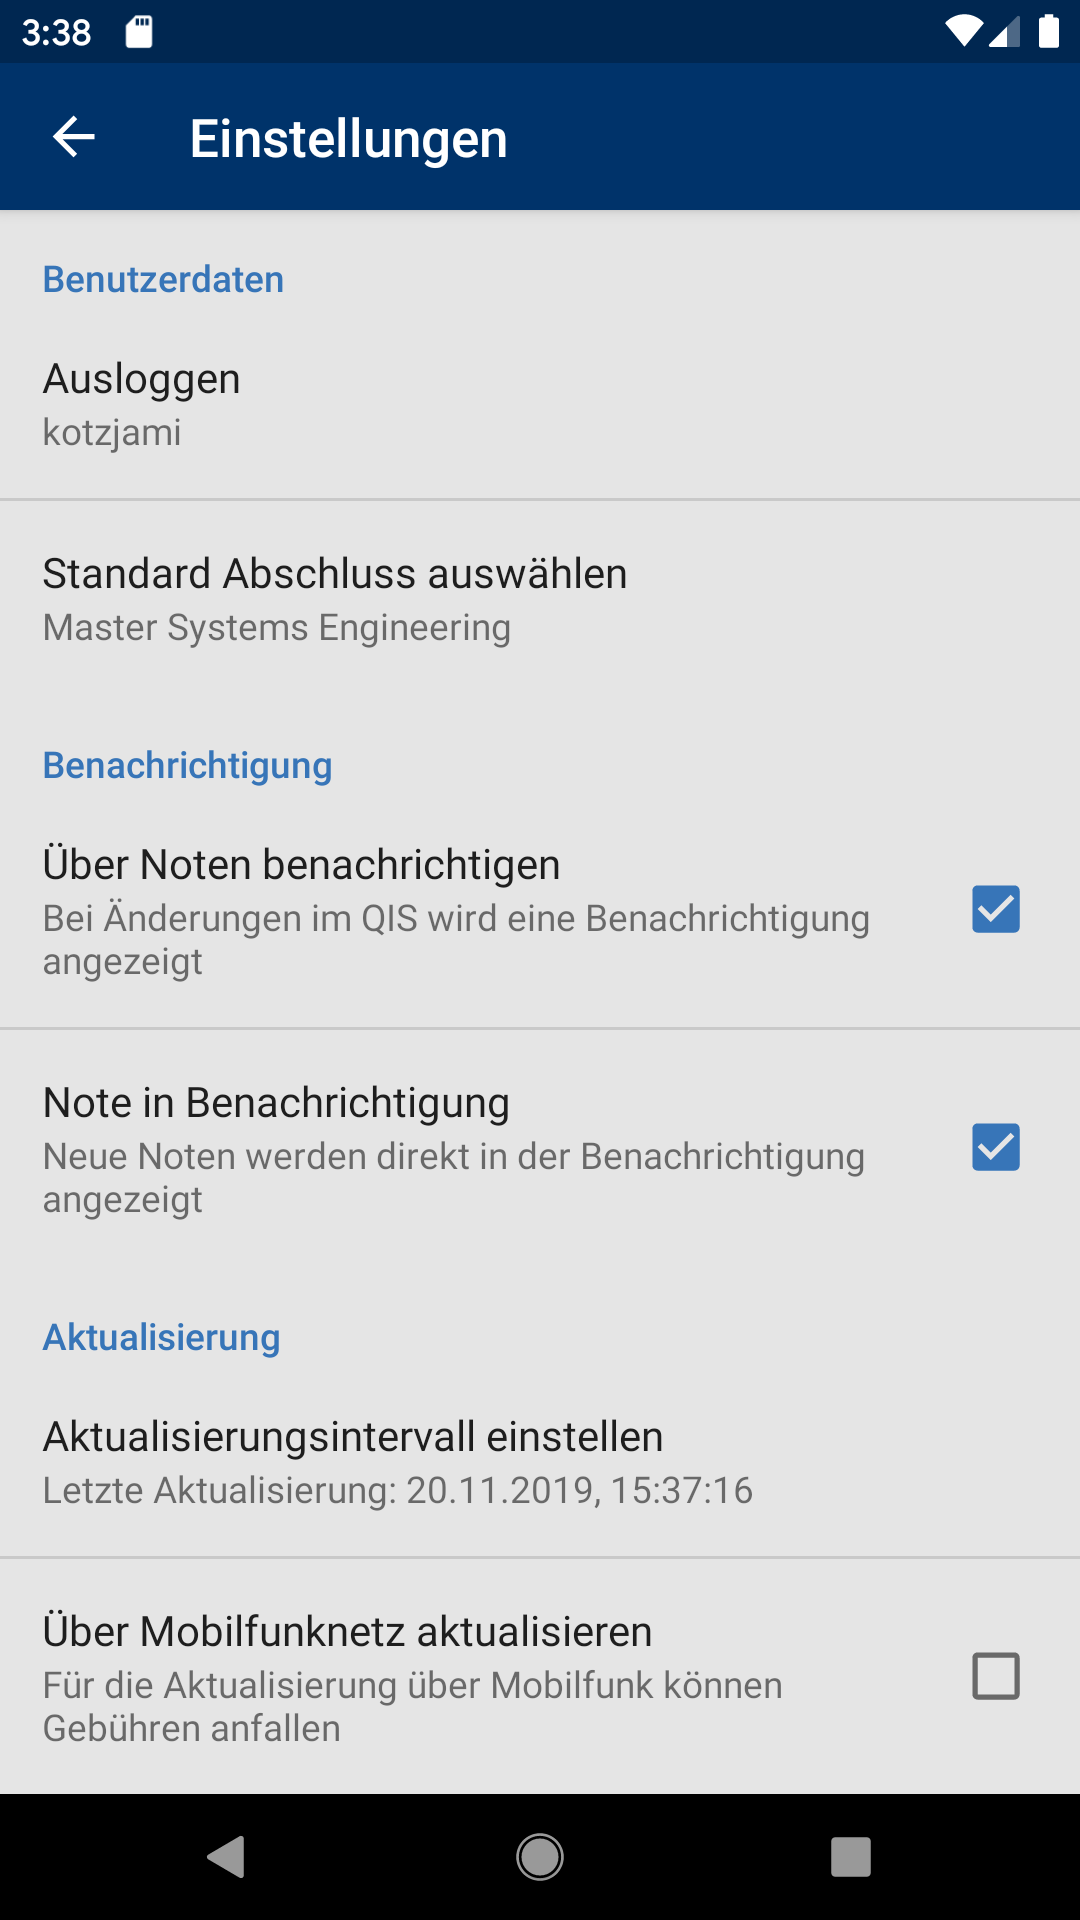 3:38
Einstellungen
Benutzerdaten
Ausloggen
kotzjami
Standard Abschluss auswählen
Master Systems Engineering
Benachrichtigung
Über Noten benachrichtigen
Bei Änderungen im QIS wird eine Benachrichtigung
angezeigt
Note in Benachrichtigung
Neue Noten werden direkt in der Benachrichtigung
angezeigt
Aktualisierung
Aktualisierungsintervall einstellen
Letzte Aktualisierung: 20.11.2019, 15:37:16
Über Mobilfunknetz aktualisieren
Für die Aktualisierung über Mobilfunk können
Gebühren anfallen